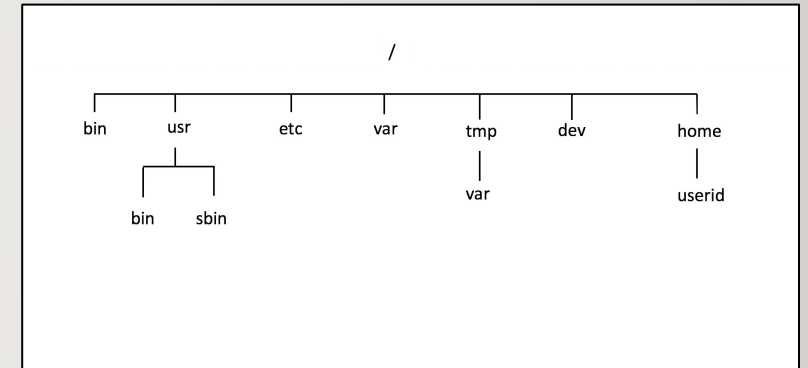 /
bin usr etc var tmp dev home
var userid
bin sbin